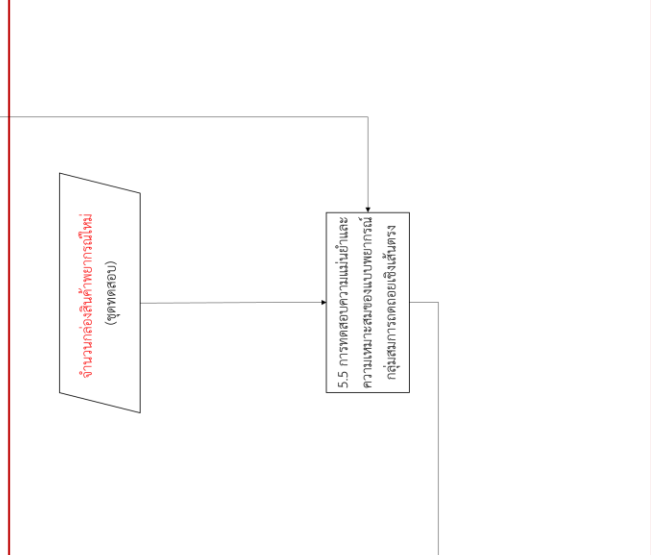 จำนวนกล่องสินค้าพยากรณ์ใหม่
(ชุดทดสอบ)
5.5 การทดสอบความแม่นยำและ
ความเหมาะสมของแบบพยากรณ์
กลุ่มสมการถดถอยเชิงเส้นตรง